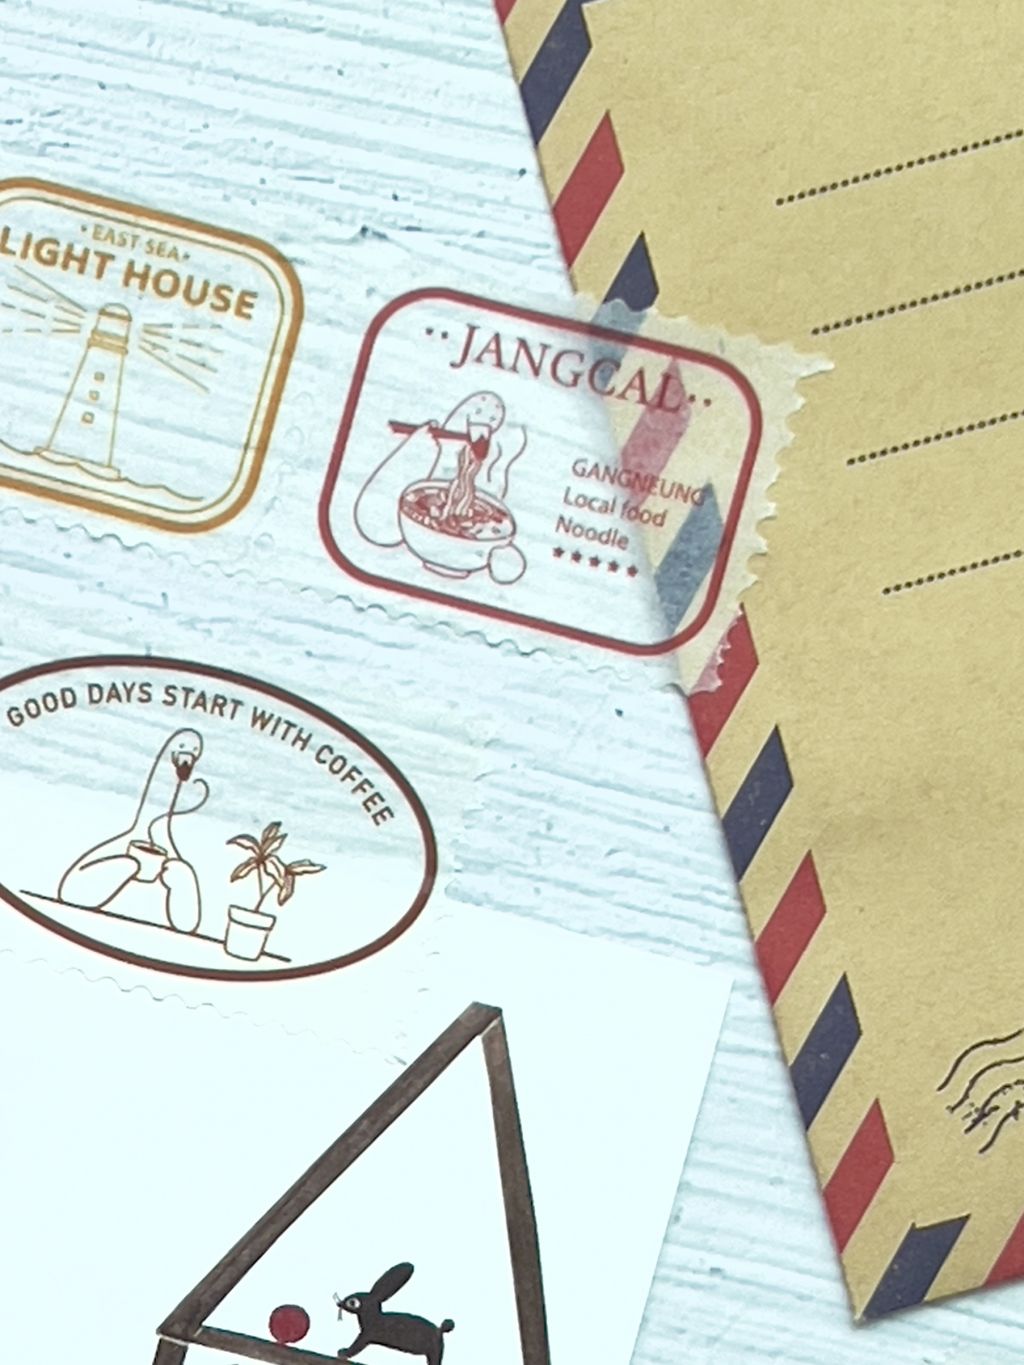 • EAST SEA •
LIGHT HOUSE
••JANGCAL••
GANGNEUNG
Local food
Noodle
★★★★★
GOOD DAYS START WITH COFFEE